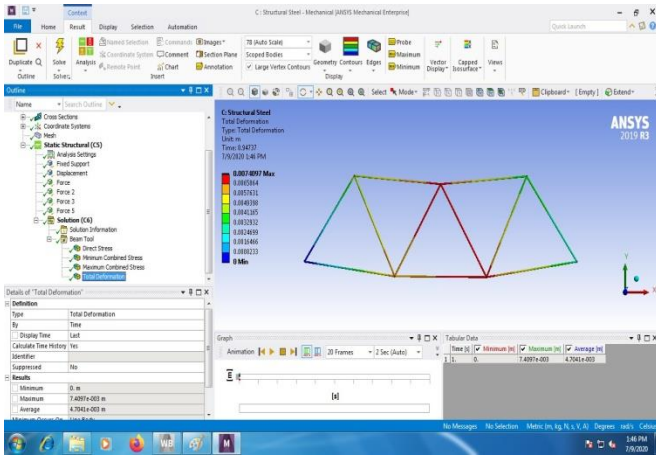 Context
C : Structural Steel - Mechanical [ANSYS Mechanical Enterprise]
File Home Result Display Selection Automation
Quick Launch
Duplicate Q Solve Analysis
Named Selection Commands Images
Coordinate System Comment Section Plane
Remote Point Chart Annotation
78 (Auto Scale)
Scoped Bodies
Large Vertex Contours
Geometry Contours Edges
Probe
Maximum
Minimum
Vector Display Capped Isosurface Views
Outline Insert Display
Outline
Name Search Outline
Select Mode Clipboard [Empty] Extend
Cross Sections
Coordinate Systems
Mesh
Static Structural (C5)
Analysis Settings
Fixed Support
Displacement
Force
Force 2
Force 3
Force 5
Solution (C6)
Solution Information
Beam Tool
Direct Stress
Minimum Combined Stress
Maximum Combined Stress
Total Deformation
C: Structural Steel
Total Deformation
Type: Total Deformation
Unit: m
Time: 0.94737
7/9/2020 1:46 PM
0.0074097 Max
0.0065864
0.0057631
0.0049398
0.0041165
0.0032932
0.0024699
0.0016466
0.0008233
0 Min
ANSYS
2019 R3
Y
X
Details of "Total Deformation"
Definition
Type Total Deformation
By Time
Display Time Last
Calculate Time History Yes
Identifier
Suppressed No
Results
Minimum 0. m
Maximum 7.4097e-003 m
Average 4.7041e-003 m
Graph
Animation 20 Frames 2 Sec (Auto)
[s]
Tabular Data
Time [s] Minimum [m] Maximum [m] Average [m]
1 1. 0. 7.4097e-003 4.7041e-003
No Messages No Selection Metric (m, kg, N, s, V, A) Degrees rad/s Celsius
WB
M
1:46 PM
7/9/2020